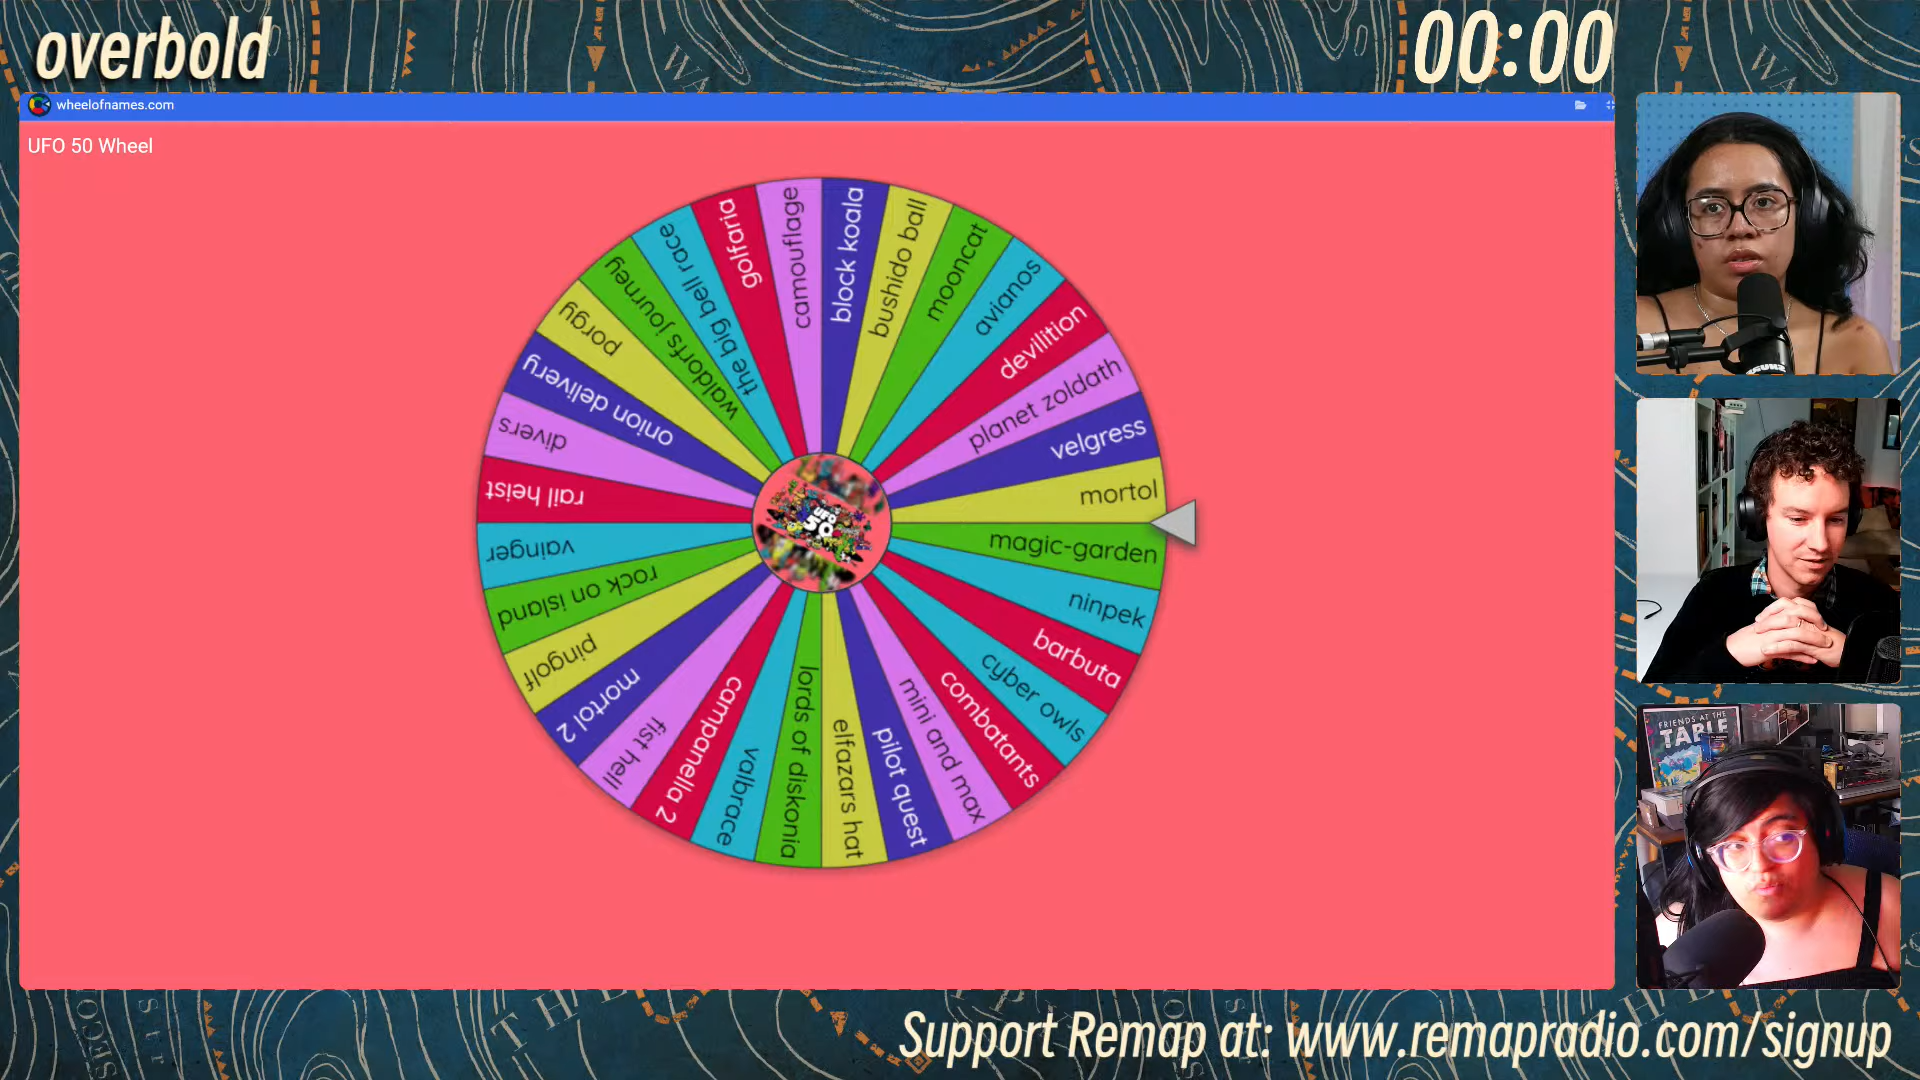 overbold
00:00
wheelofnames.com
UFO 50 Wheel
block koala
bushido ball
mooncat
avianos
devilition
planet zoldath
velgress
mortol
magic-garden
ninpek
barbuta
cyber owls
combatants
mini and max
pilot quest
elfazars hat
lords of diskonia
valbrace
campanella 2
fist hell
mortol 2
pingolf
rock on island
vainger
rail heist
divers
onion delivery
porgy
waldorfs journey
the big bell race
golfaria
camouflage
UFO
50
FRIENDS AT THE
TABLE
Support Remap at: www.remapradio.com/signup